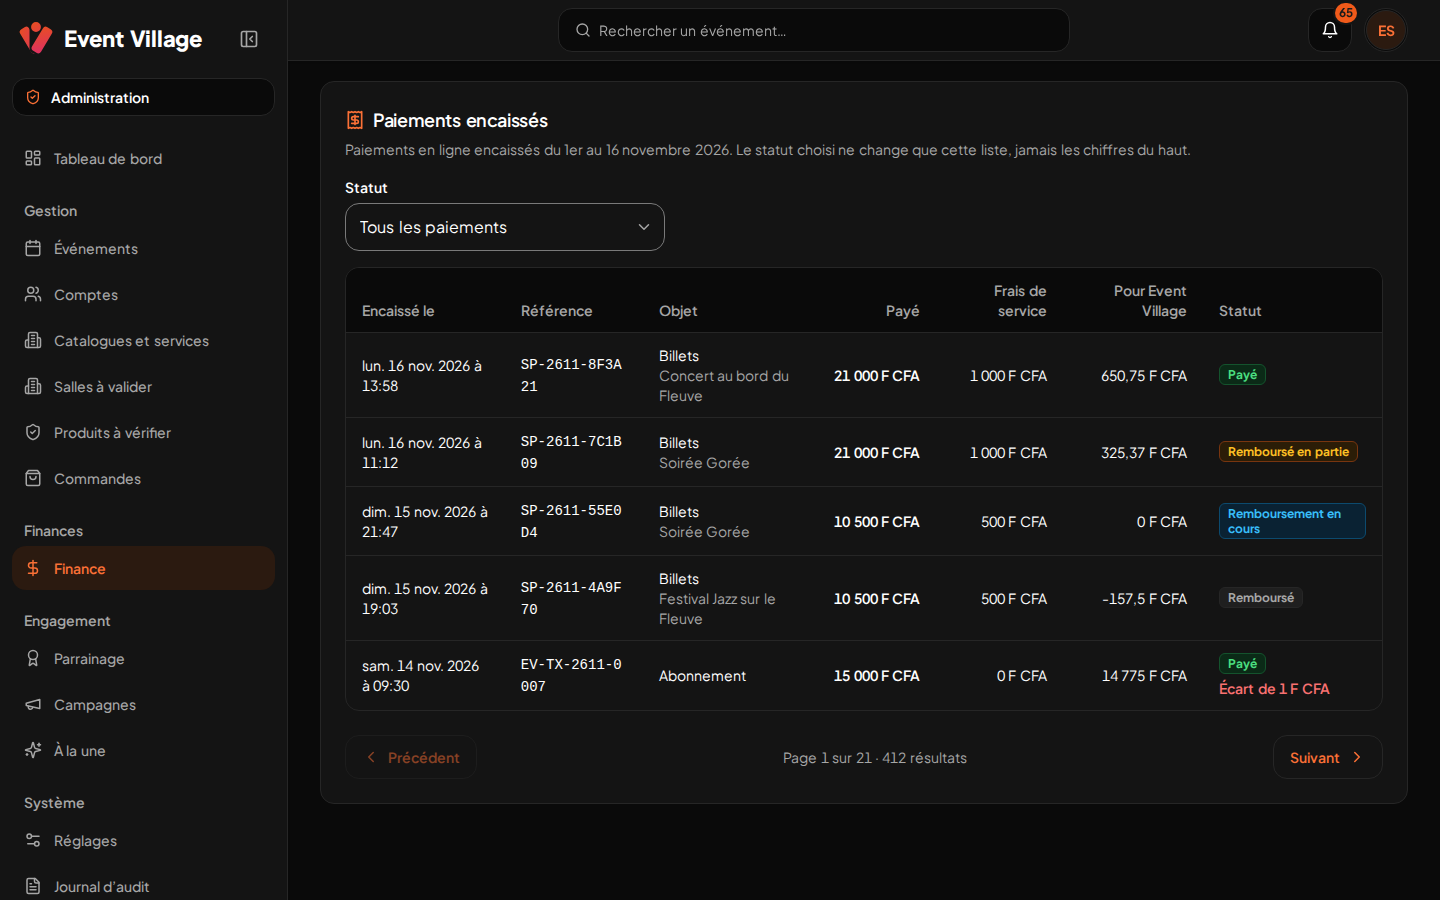 Event Village
Rechercher un événement…
65
ES
Administration
Tableau de bord
Gestion
Événements
Comptes
Catalogues et services
Salles à valider
Produits à vérifier
Commandes
Finances
Finance
Engagement
Parrainage
Campagnes
À la une
Système
Réglages
Journal d’audit
Paiements encaissés
Paiements en ligne encaissés du 1er au 16 novembre 2026. Le statut choisi ne change que cette liste, jamais les chiffres du haut.
Statut
Tous les paiements
Encaissé le Référence Objet Payé Frais de service Pour Event Village Statut
lun. 16 nov. 2026 à
13:58
SP-2611-8F3A
21
Billets
Concert au bord du
Fleuve
21 000 F CFA
1 000 F CFA
650,75 F CFA
Payé
lun. 16 nov. 2026 à
11:12
SP-2611-7C1B
09
Billets
Soirée Gorée
21 000 F CFA
1 000 F CFA
325,37 F CFA
Remboursé en partie
dim. 15 nov. 2026 à
21:47
SP-2611-55E0
D4
Billets
Soirée Gorée
10 500 F CFA
500 F CFA
0 F CFA
Remboursement en
cours
dim. 15 nov. 2026 à
19:03
SP-2611-4A9F
70
Billets
Festival Jazz sur le
Fleuve
10 500 F CFA
500 F CFA
-157,5 F CFA
Remboursé
sam. 14 nov. 2026
à 09:30
EV-TX-2611-0
007
Abonnement
15 000 F CFA
0 F CFA
14 775 F CFA
Payé
Écart de 1 F CFA
Précédent
Page 1 sur 21 · 412 résultats
Suivant